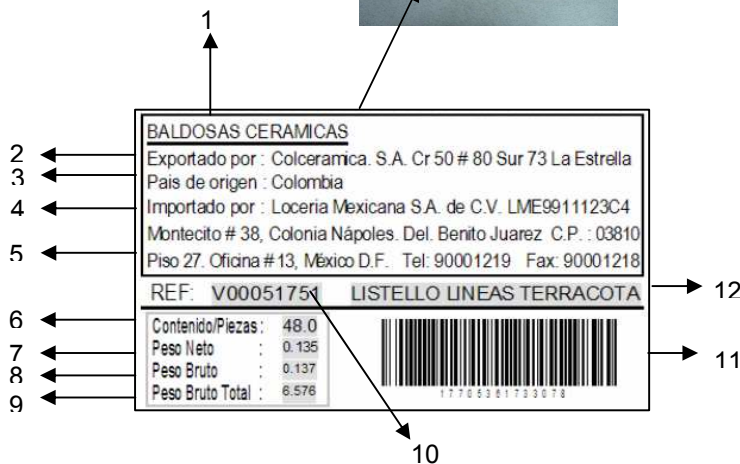 1
BALDOSAS CERAMICAS
2 Exportado por : Colceramica. S.A. Cr 50 # 80 Sur 73 La Estrella
3 Pais de origen : Colombia
4 Importado por : Loceria Mexicana S.A. de C.V. LME9911123C4
Montecito # 38, Colonia Nápoles. Del. Benito Juarez C.P. : 03810
5 Piso 27. Oficina # 13, México D.F. Tel: 90001219 Fax: 90001218
REF: V00051751 LISTELLO LINEAS TERRACOTA 12
6 Contenido/Piezas : 48.0
7 Peso Neto : 0.135
8 Peso Bruto : 0.137
9 Peso Bruto Total : 6.576
11
17705361733078
10